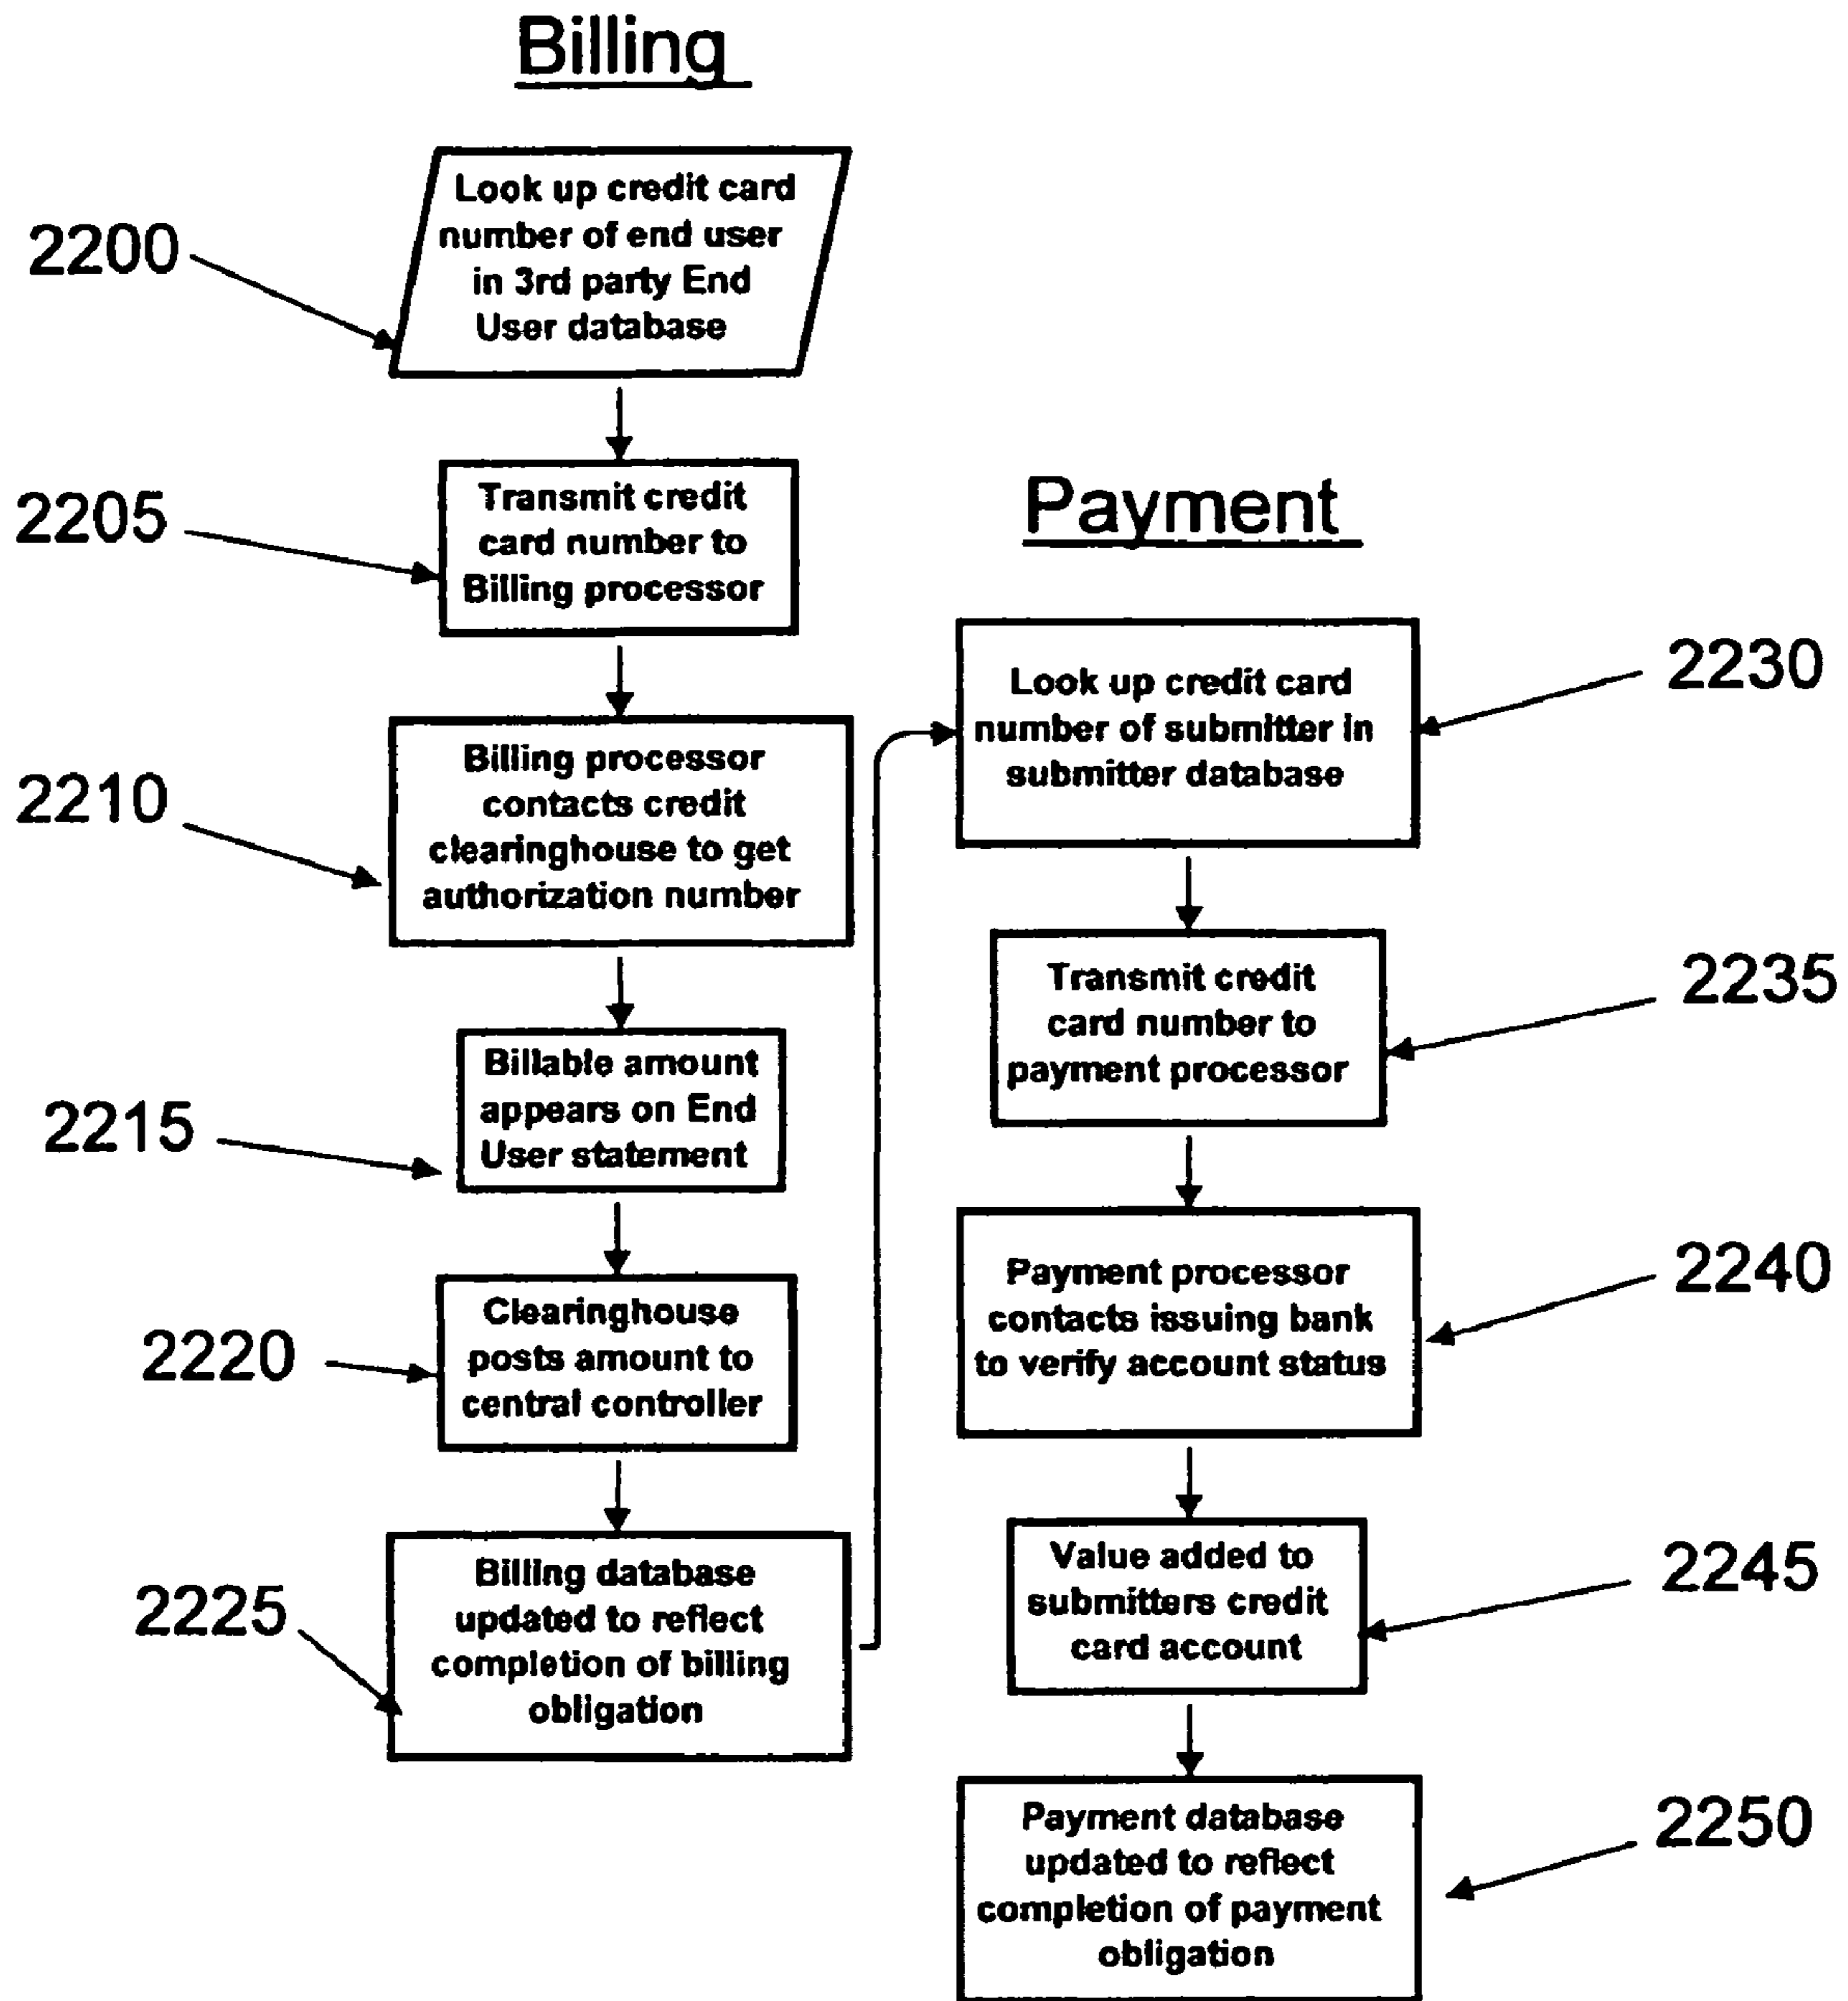 Billing
2200
Look up credit card
number of end user
in 3rd party End
User database
2205
Transmit credit
card number to
Billing processor
2210
Billing processor
contacts credit
clearinghouse to get
authorization number
2215
Billable amount
appears on End
User statement
2220
Clearinghouse
posts amount to
central controller
2225
Billing database
updated to reflect
completion of billing
obligation
Payment
2230
Look up credit card
number of submitter in
submitter database
2235
Transmit credit
card number to
payment processor
2240
Payment processor
contacts issuing bank
to verify account status
2245
Value added to
submitters credit
card account
2250
Payment database
updated to reflect
completion of payment
obligation